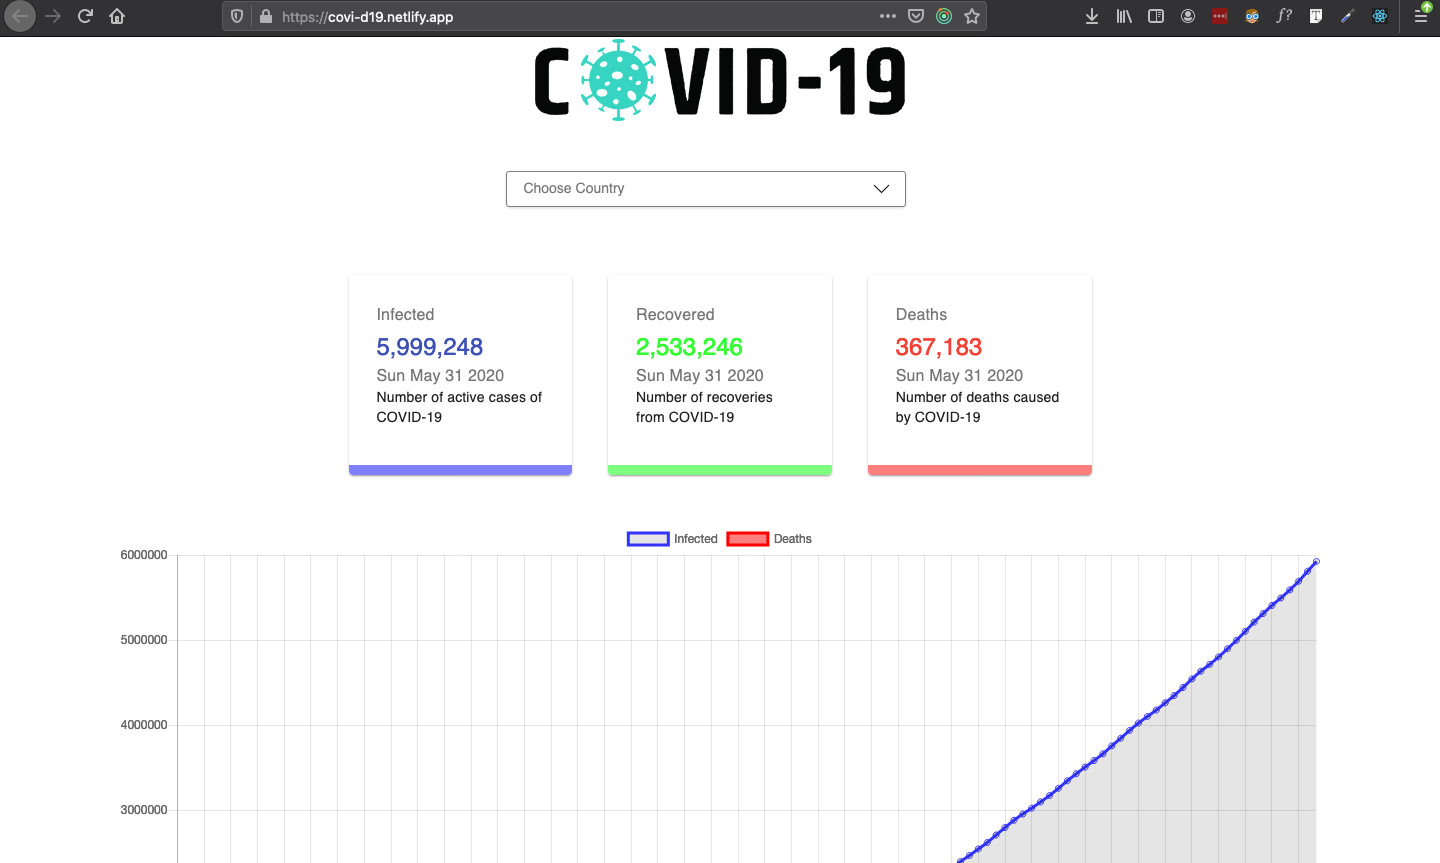 https://covi-d19.netlify.app
COVID-19
Choose Country
Infected
5,999,248
Sun May 31 2020
Number of active cases of
COVID-19
Recovered
2,533,246
Sun May 31 2020
Number of recoveries
from COVID-19
Deaths
367,183
Sun May 31 2020
Number of deaths caused
by COVID-19
Infected Deaths
6000000
5000000
4000000
3000000